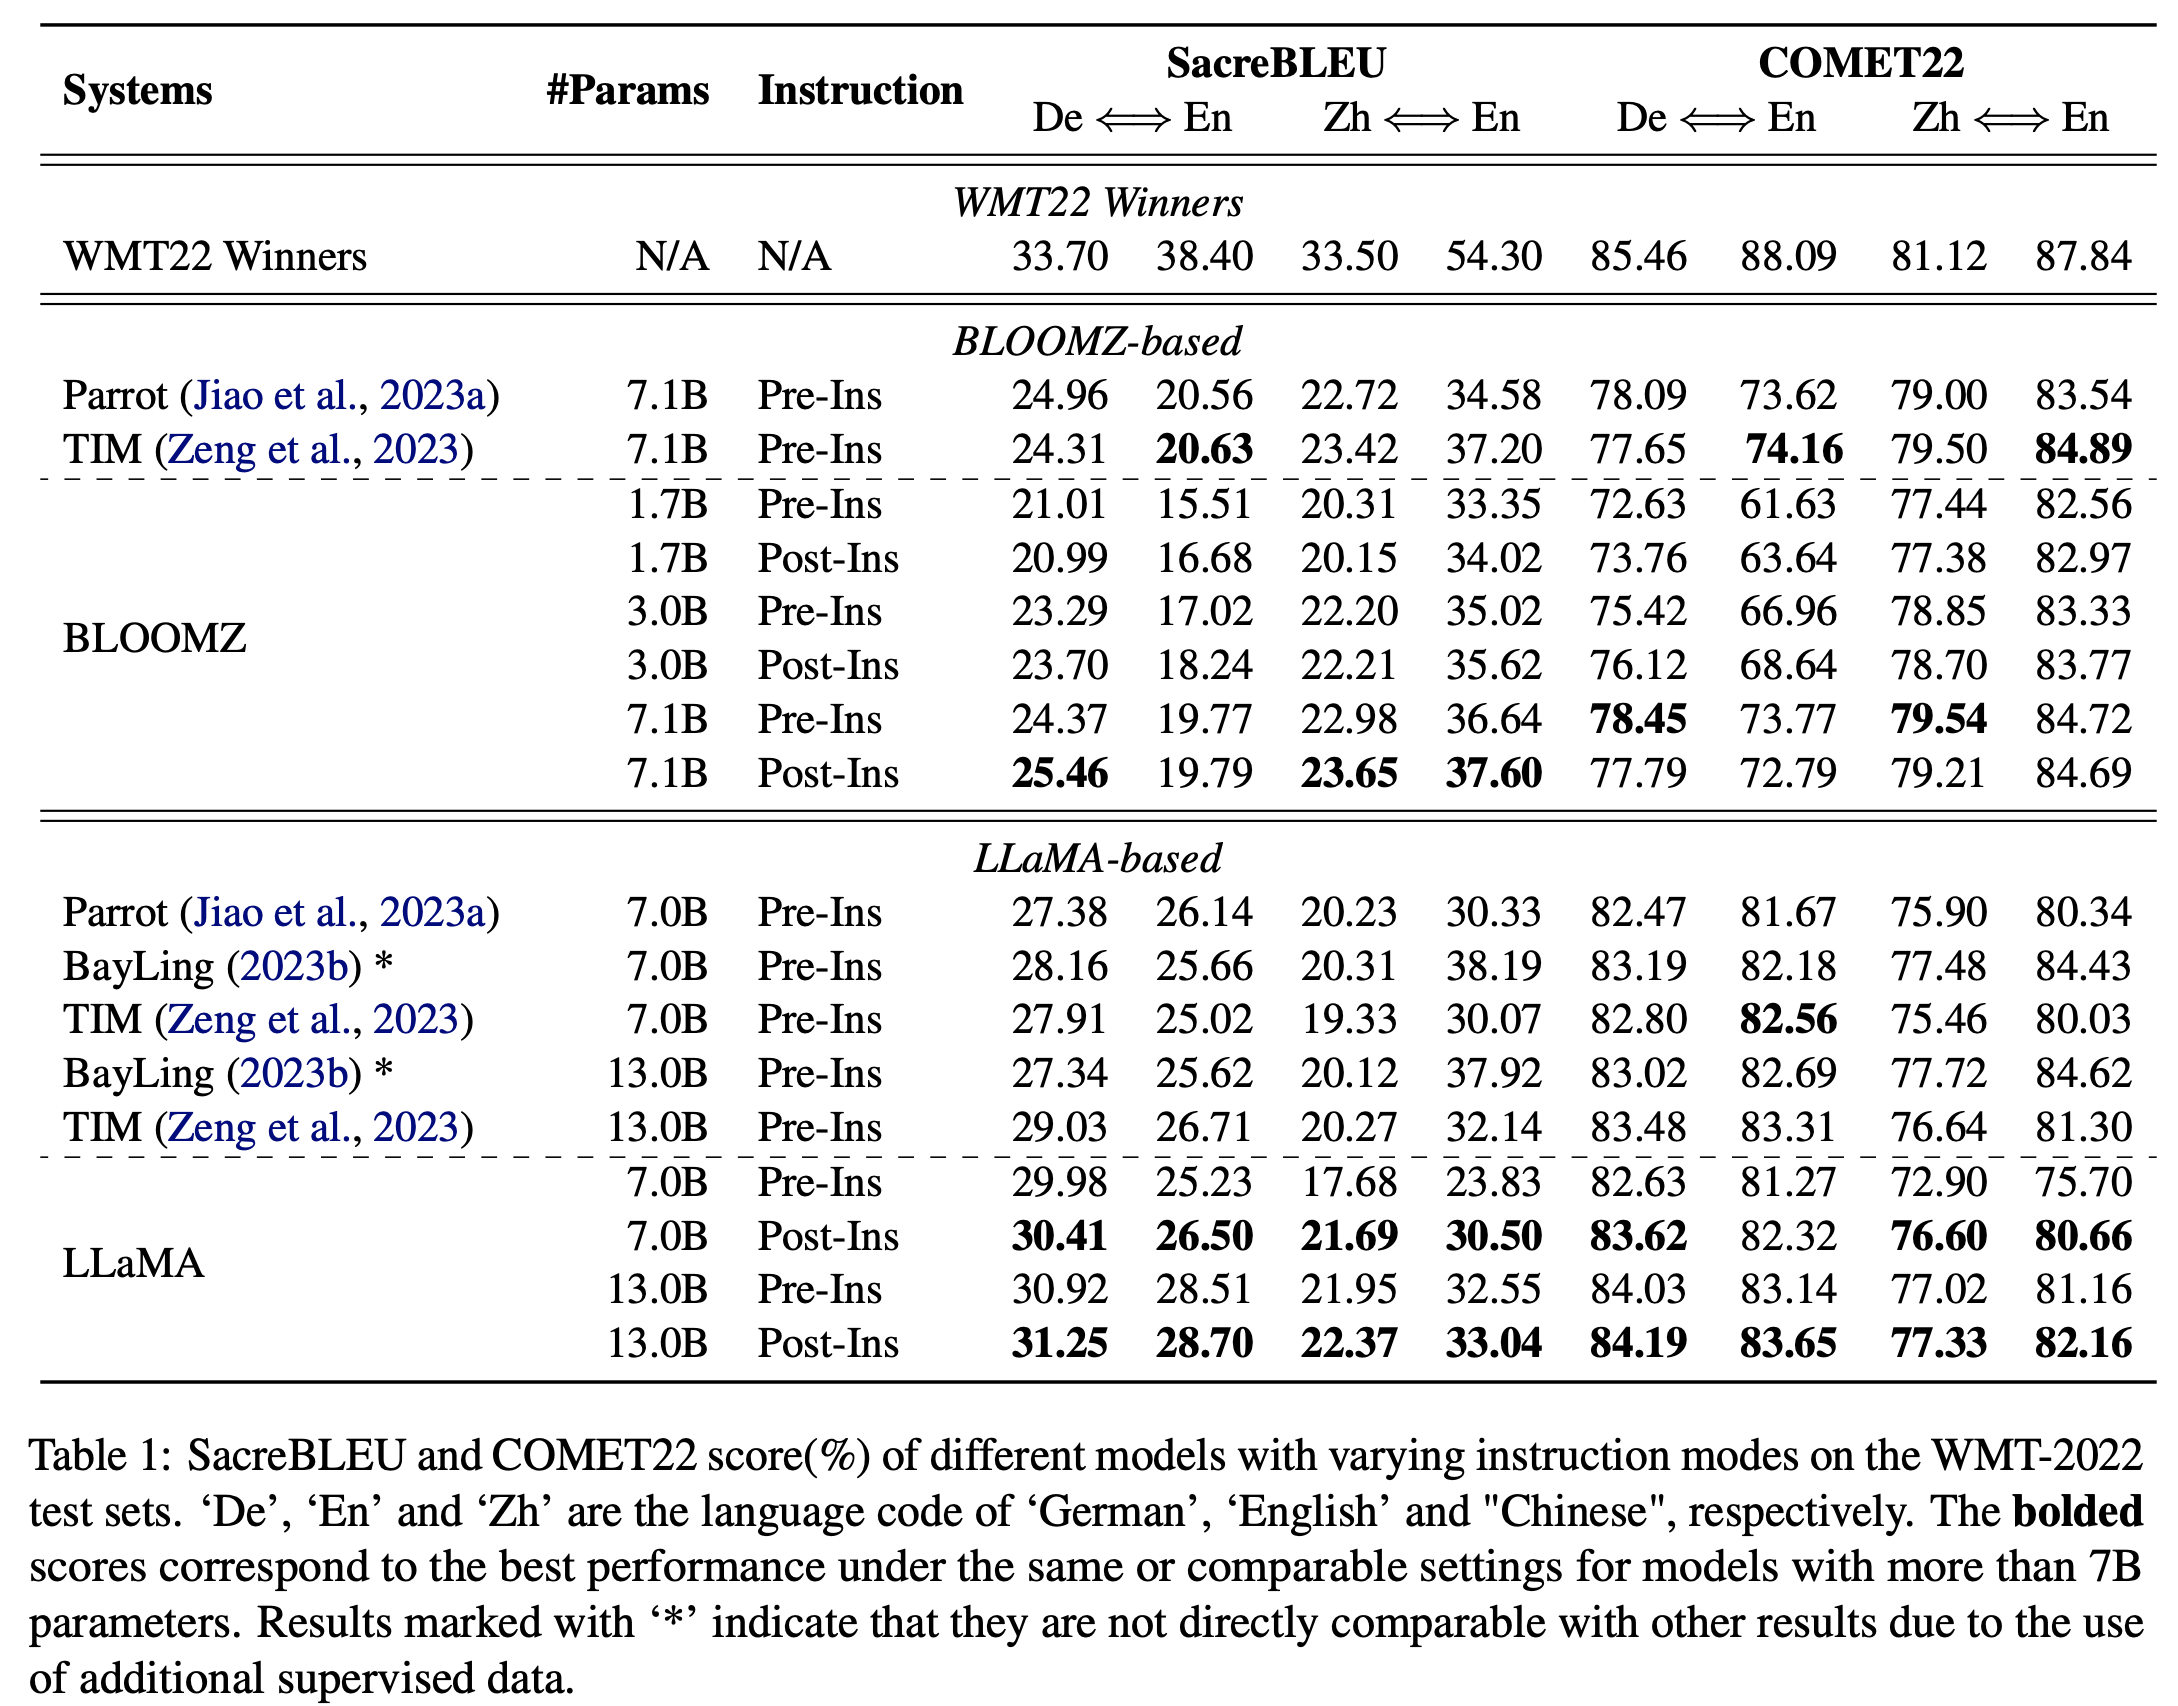 Systems #Params Instruction SacreBLEU COMET22
De ⟺ En Zh ⟺ En De ⟺ En Zh ⟺ En
WMT22 Winners
WMT22 Winners N/A N/A 33.70 38.40 33.50 54.30 85.46 88.09 81.12 87.84
BLOOMZ-based
Parrot (Jiao et al., 2023a) 7.1B Pre-Ins 24.96 20.56 22.72 34.58 78.09 73.62 79.00 83.54
TIM (Zeng et al., 2023) 7.1B Pre-Ins 24.31 20.63 23.42 37.20 77.65 74.16 79.50 84.89
1.7B Pre-Ins 21.01 15.51 20.31 33.35 72.63 61.63 77.44 82.56
1.7B Post-Ins 20.99 16.68 20.15 34.02 73.76 63.64 77.38 82.97
3.0B Pre-Ins 23.29 17.02 22.20 35.02 75.42 66.96 78.85 83.33
BLOOMZ
3.0B Post-Ins 23.70 18.24 22.21 35.62 76.12 68.64 78.70 83.77
7.1B Pre-Ins 24.37 19.77 22.98 36.64 78.45 73.77 79.54 84.72
7.1B Post-Ins 25.46 19.79 23.65 37.60 77.79 72.79 79.21 84.69
LLaMA-based
Parrot (Jiao et al., 2023a) 7.0B Pre-Ins 27.38 26.14 20.23 30.33 82.47 81.67 75.90 80.34
BayLing (2023b) * 7.0B Pre-Ins 28.16 25.66 20.31 38.19 83.19 82.18 77.48 84.43
TIM (Zeng et al., 2023) 7.0B Pre-Ins 27.91 25.02 19.33 30.07 82.80 82.56 75.46 80.03
BayLing (2023b) * 13.0B Pre-Ins 27.34 25.62 20.12 37.92 83.02 82.69 77.72 84.62
TIM (Zeng et al., 2023) 13.0B Pre-Ins 29.03 26.71 20.27 32.14 83.48 83.31 76.64 81.30
7.0B Pre-Ins 29.98 25.23 17.68 23.83 82.63 81.27 72.90 75.70
7.0B Post-Ins 30.41 26.50 21.69 30.50 83.62 82.32 76.60 80.66
LLaMA
13.0B Pre-Ins 30.92 28.51 21.95 32.55 84.03 83.14 77.02 81.16
13.0B Post-Ins 31.25 28.70 22.37 33.04 84.19 83.65 77.33 82.16
Table 1: SacreBLEU and COMET22 score(%) of different models with varying instruction modes on the WMT-2022
test sets. ‘De’, ‘En’ and ‘Zh’ are the language code of ‘German’, ‘English’ and "Chinese", respectively. The bolded
scores correspond to the best performance under the same or comparable settings for models with more than 7B
parameters. Results marked with ‘*’ indicate that they are not directly comparable with other results due to the use
of additional supervised data.